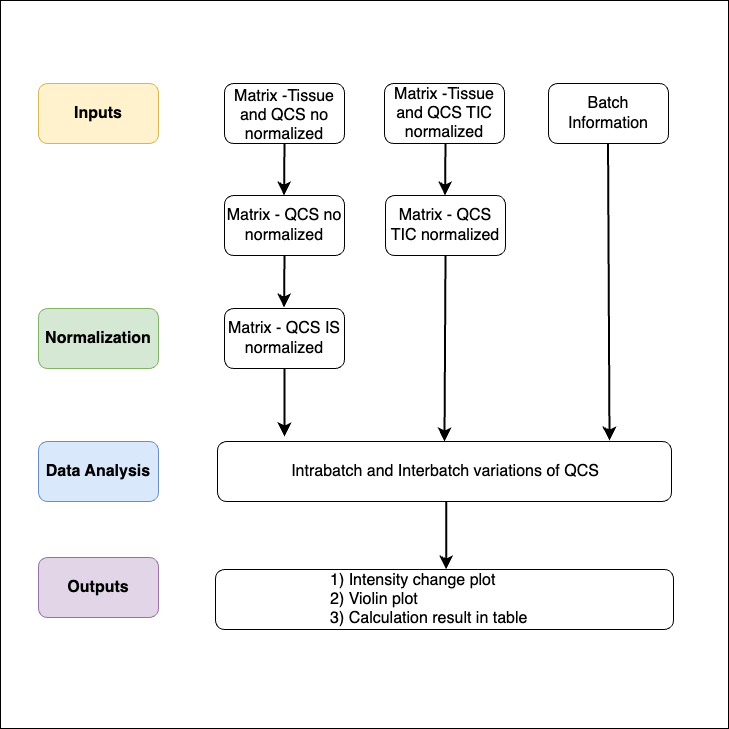 Inputs
Matrix -Tissue
and QCS no
normalized
Matrix -Tissue
and QCS TIC
normalized
Batch
Information
Matrix - QCS no
normalized
Matrix - QCS
TIC normalized
Normalization
Matrix - QCS IS
normalized
Data Analysis
Intrabatch and Interbatch variations of QCS
Outputs
1) Intensity change plot
2) Violin plot
3) Calculation result in table